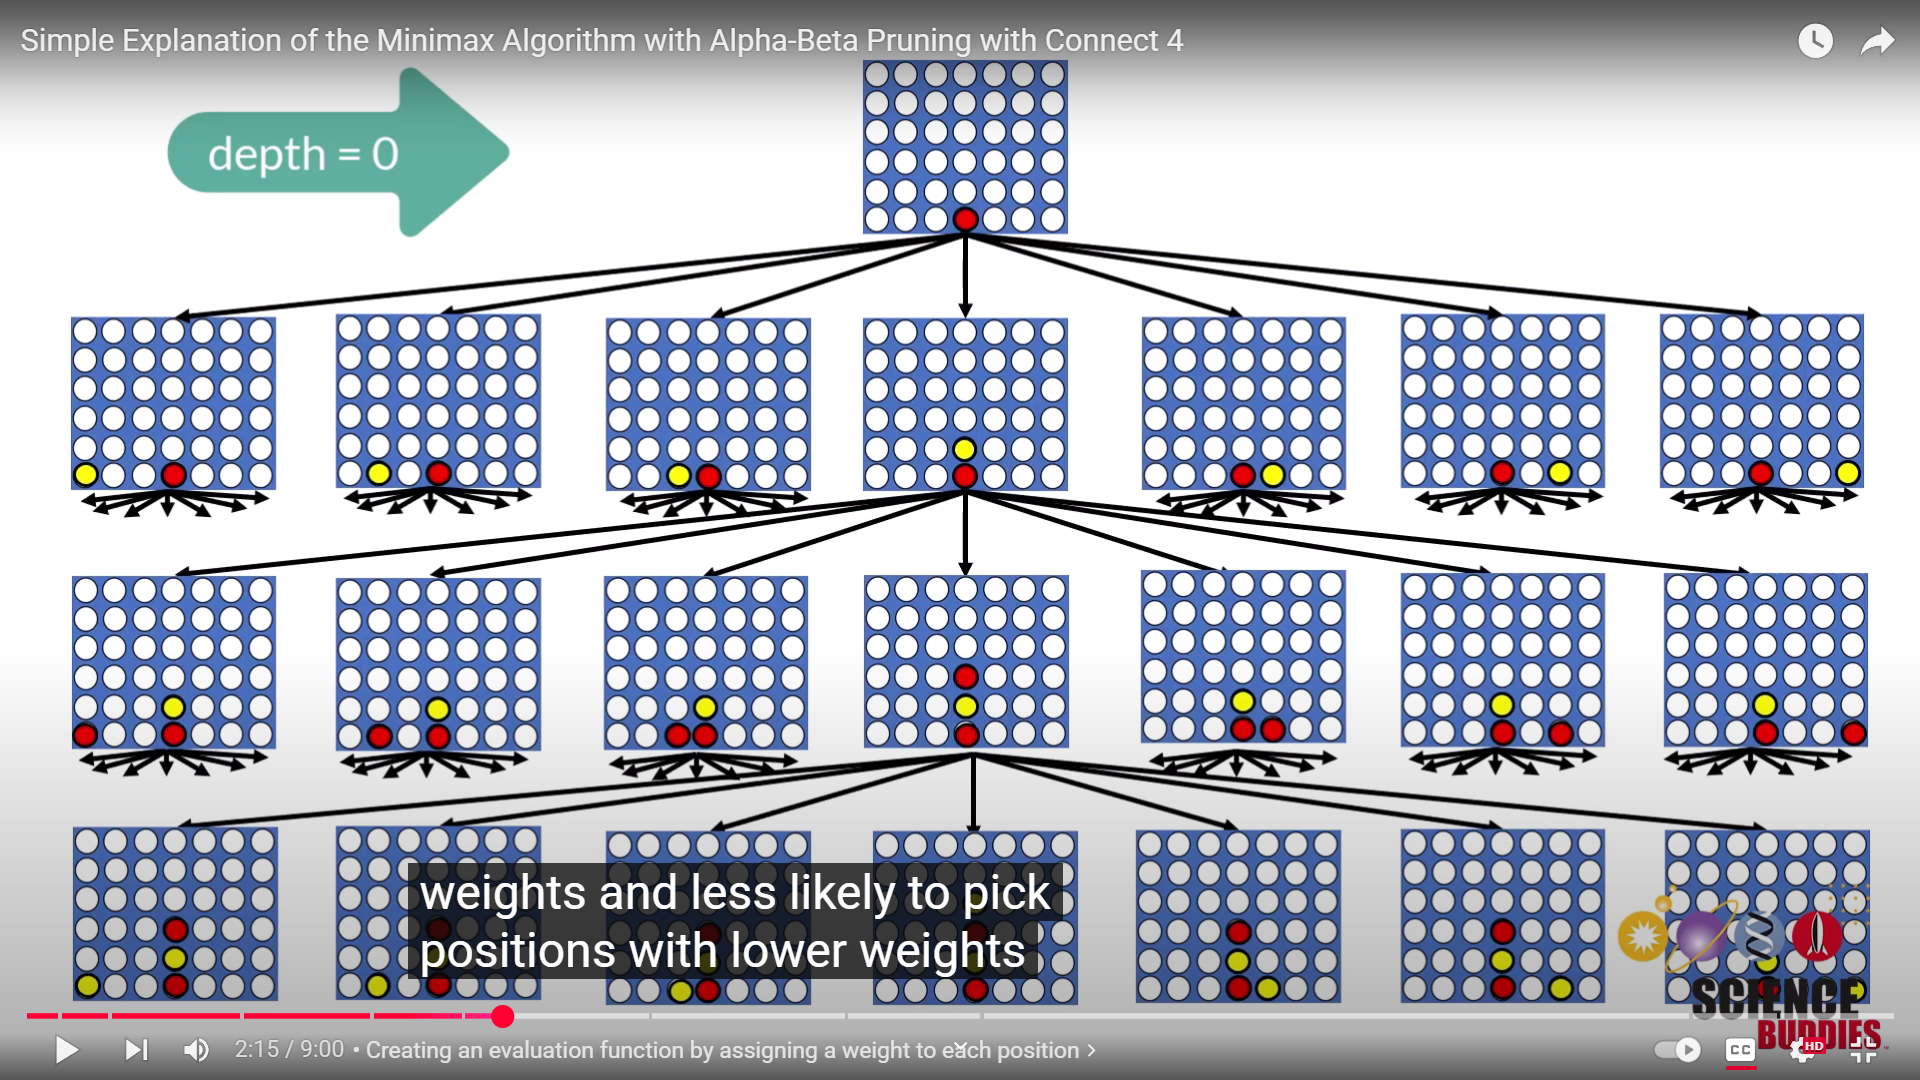 Simple Explanation of the Minimax Algorithm with Alpha-Beta Pruning with Connect 4
depth = 0
weights and less likely to pick
positions with lower weights
SCIENCE
BUDDIES
2:15 / 9:00 • Creating an evaluation function by assigning a weight to each position
CC
HD